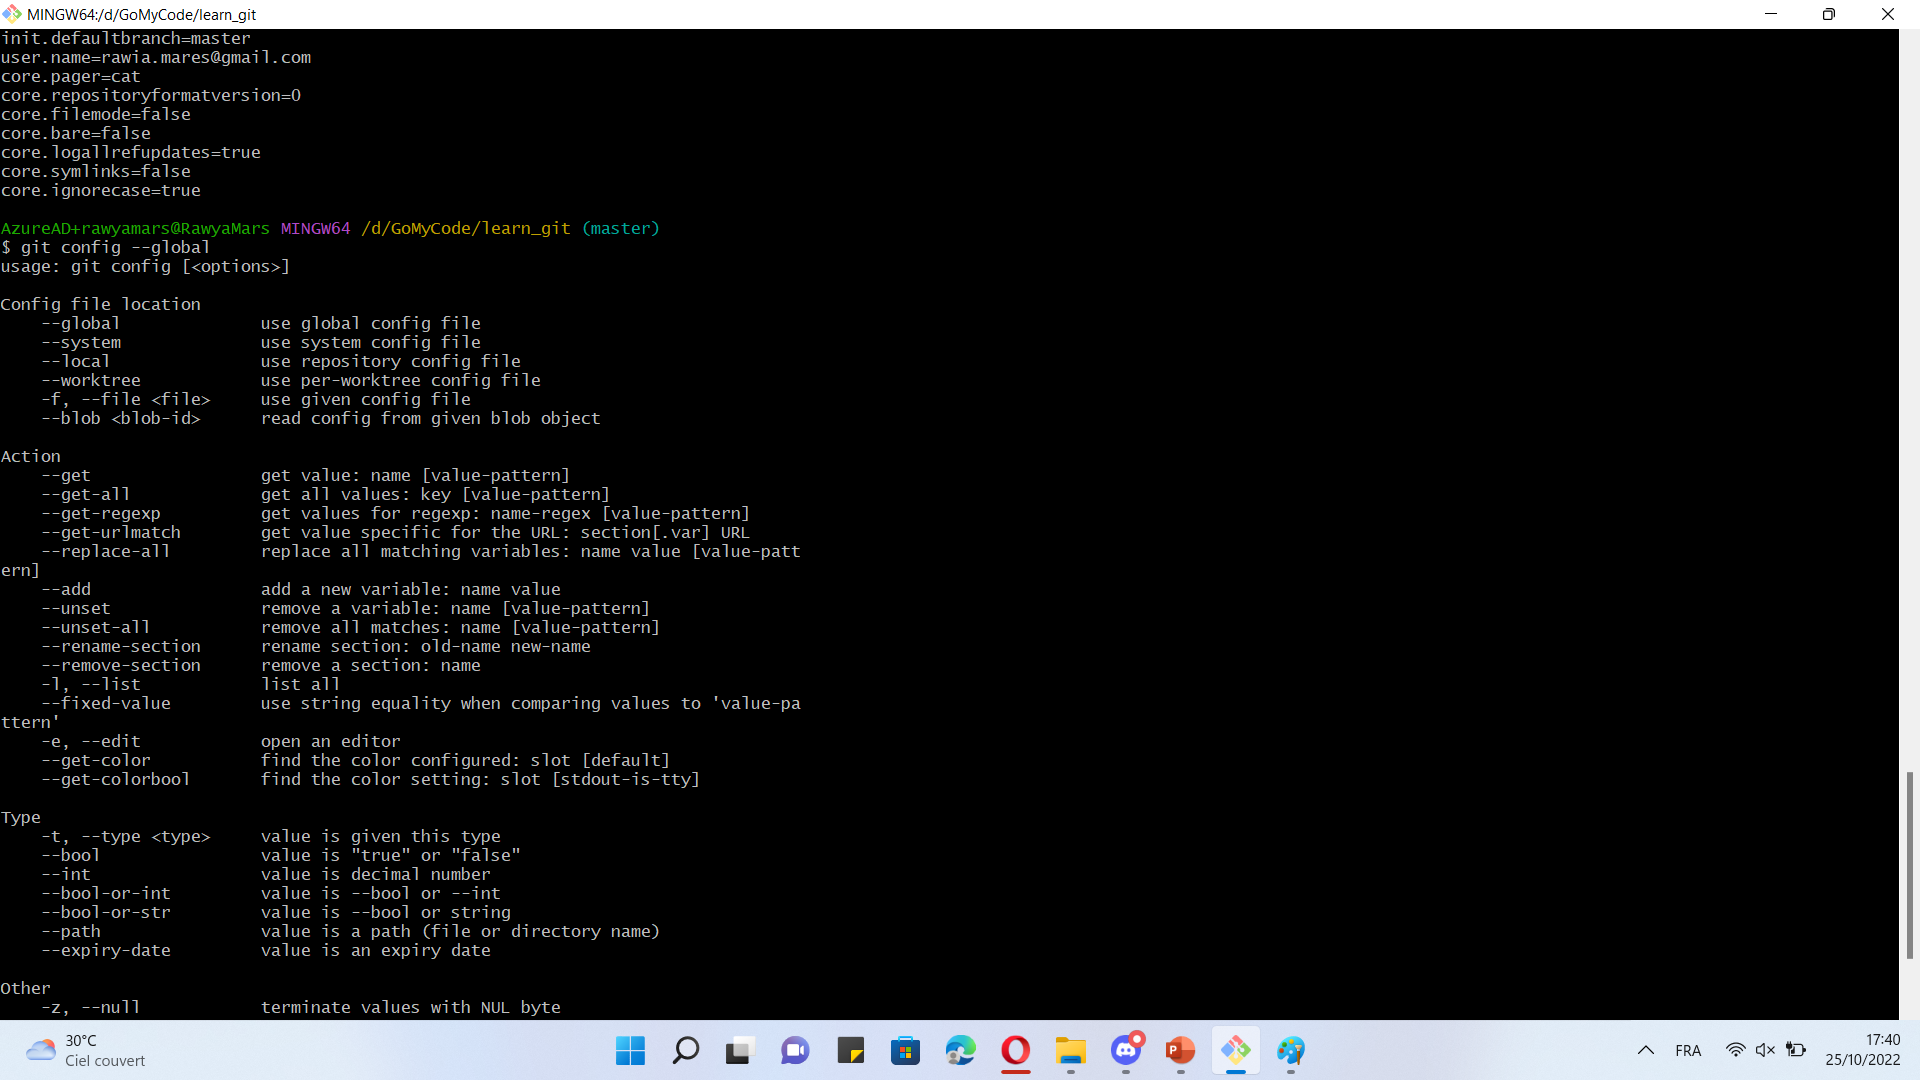 MINGW64:/d/GoMyCode/learn_git
init.defaultbranch=master
user.name=rawia.mares@gmail.com
core.pager=cat
core.repositoryformatversion=0
core.filemode=false
core.bare=false
core.logallrefupdates=true
core.symlinks=false
core.ignorecase=true
AzureAD+rawyamars@RawyaMars MINGW64 /d/GoMyCode/learn_git (master)
$ git config --global
usage: git config [<options>]
Config file location
    --global              use global config file
    --system              use system config file
    --local               use repository config file
    --worktree            use per-worktree config file
    -f, --file <file>     use given config file
    --blob <blob-id>      read config from given blob object
Action
    --get                 get value: name [value-pattern]
    --get-all             get all values: key [value-pattern]
    --get-regexp          get values for regexp: name-regex [value-pattern]
    --get-urlmatch        get value specific for the URL: section[.var] URL
    --replace-all         replace all matching variables: name value [value-patt
ern]
    --add                 add a new variable: name value
    --unset               remove a variable: name [value-pattern]
    --unset-all           remove all matches: name [value-pattern]
    --rename-section      rename section: old-name new-name
    --remove-section      remove a section: name
    -l, --list            list all
    --fixed-value         use string equality when comparing values to 'value-pa
ttern'
    -e, --edit            open an editor
    --get-color           find the color configured: slot [default]
    --get-colorbool       find the color setting: slot [stdout-is-tty]
Type
    -t, --type <type>     value is given this type
    --bool                value is "true" or "false"
    --int                 value is decimal number
    --bool-or-int         value is --bool or --int
    --bool-or-str         value is --bool or string
    --path                value is a path (file or directory name)
    --expiry-date         value is an expiry date
Other
    -z, --null            terminate values with NUL byte
30°C
Ciel couvert
P
FRA
17:40
25/10/2022